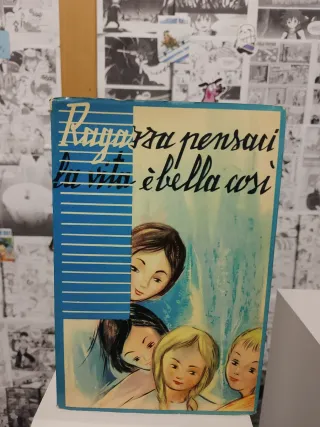 Ragazza pensaci
la vita è bella così